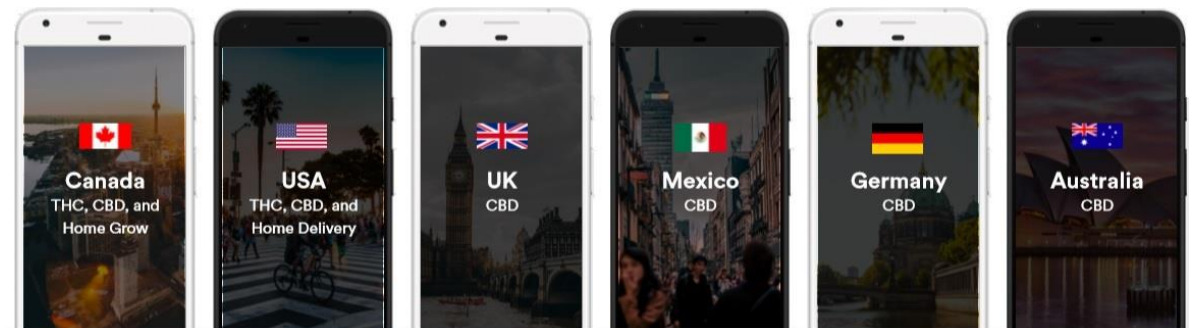 Canada
THC, CBD, and
Home Grow
USA
THC, CBD, and
Home Delivery
UK
CBD
Mexico
CBD
Germany
CBD
Australia
CBD